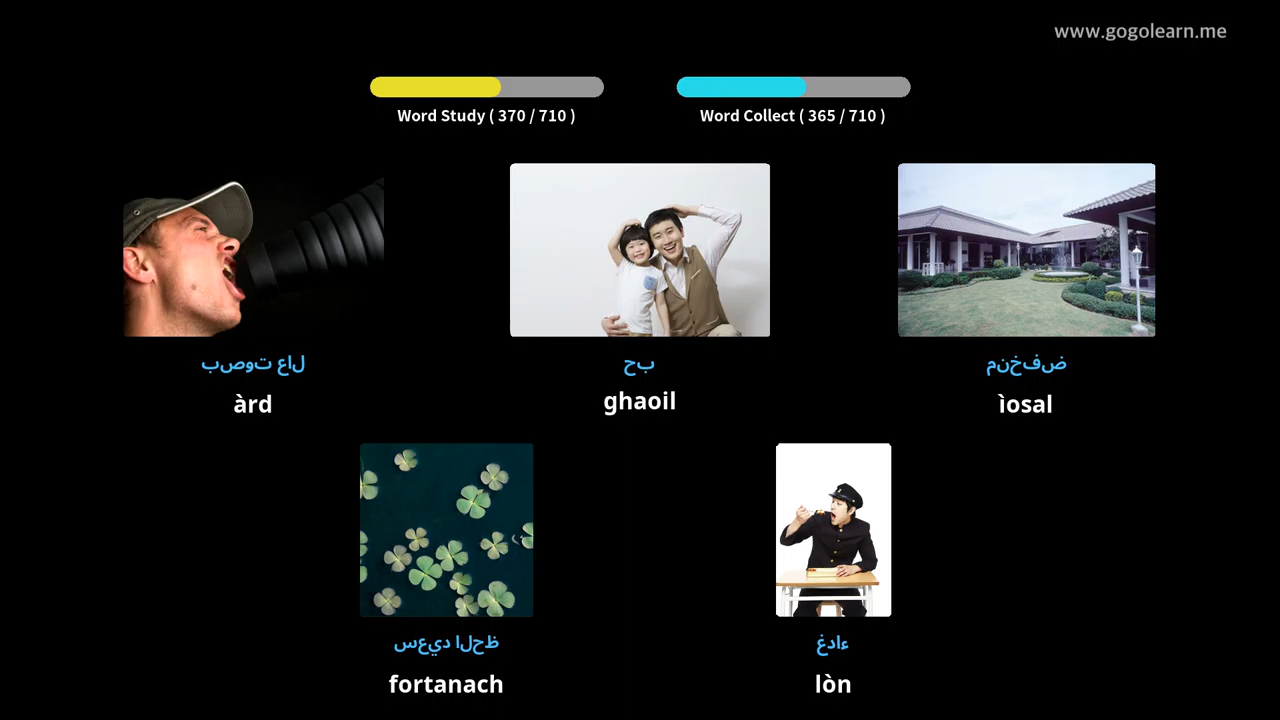 www.gogolearn.me
Word Study ( 370 / 710 )
Word Collect ( 365 / 710 )
بصوت عال
àrd
حب
ghaoil
منخفض
ìosal
سعيد الحظ
fortanach
غداء
lòn